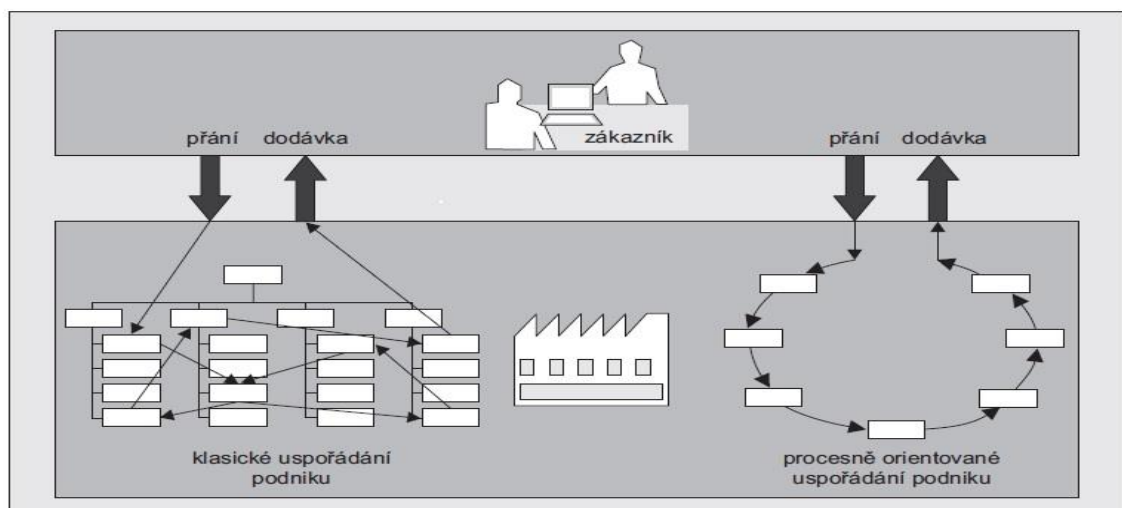 zákazník
přání dodávka
přání dodávka
klasické uspořádání
podniku
procesně orientované
uspořádání podniku